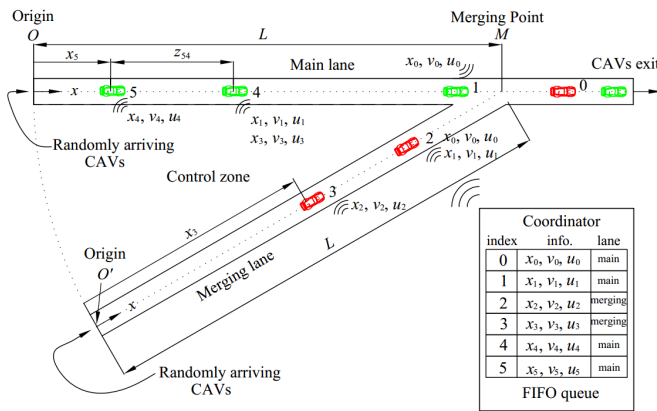 Origin
O
L
Merging Point
M
x5
z54
Main lane
x0, v0, u0
CAVs exit
x
5
4
1
0
x4, v4, u4
x1, v1, u1
x3, v3, u3
Randomly arriving
CAVs
2
x0, v0, u0
x1, v1, u1
Control zone
3
x2, v2, u2
x3
L
Merging lane
Origin
O'
x
Randomly arriving
CAVs
Coordinator
index info. lane
0 x0, v0, u0 main
1 x1, v1, u1 main
2 x2, v2, u2 merging
3 x3, v3, u3 merging
4 x4, v4, u4 main
5 x5, v5, u5 main
FIFO queue